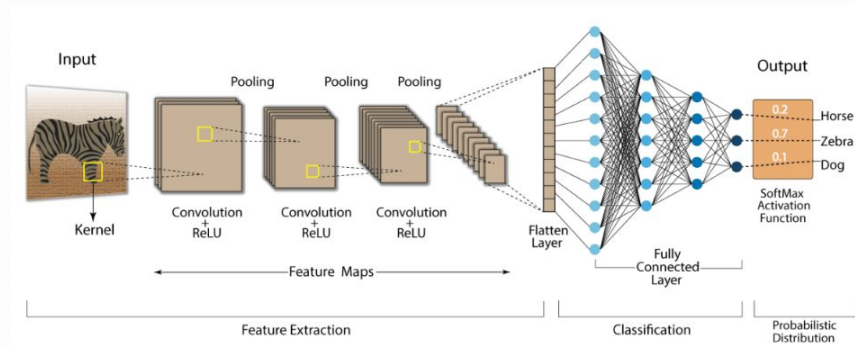 Input
Kernel
Pooling
Pooling
Pooling
Convolution
+
ReLU
Convolution
+
ReLU
Convolution
+
ReLU
Feature Maps
Flatten
Layer
Fully
Connected
Layer
Output
0.2
Horse
0.7
Zebra
0.1
Dog
SoftMax
Activation
Function
Feature Extraction
Classification
Probabilistic
Distribution